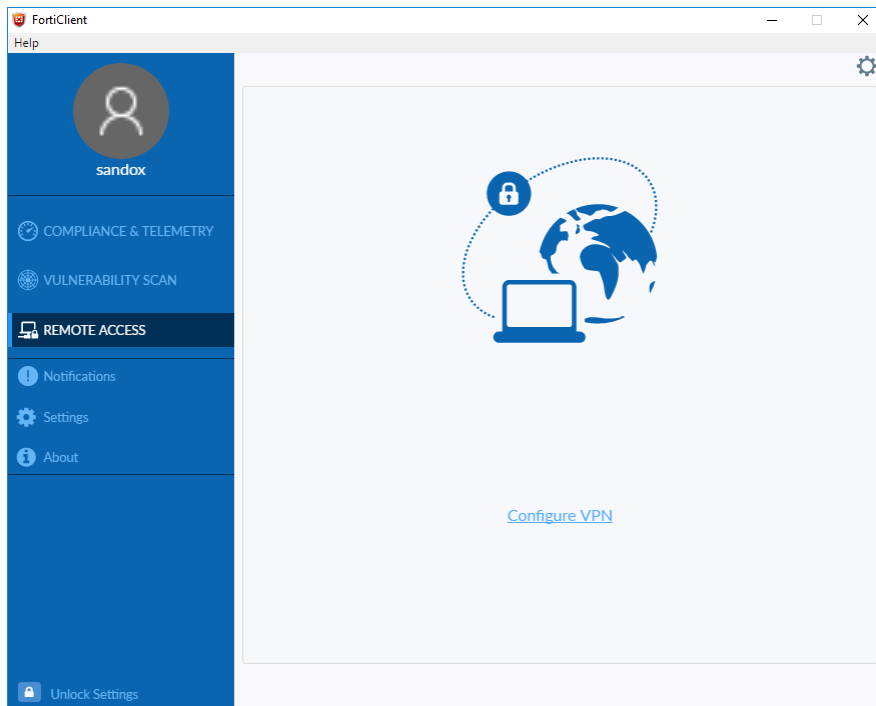 FortiClient
Help
sandox
COMPLIANCE & TELEMETRY
VULNERABILITY SCAN
REMOTE ACCESS
Notifications
Settings
About
Configure VPN
Unlock Settings